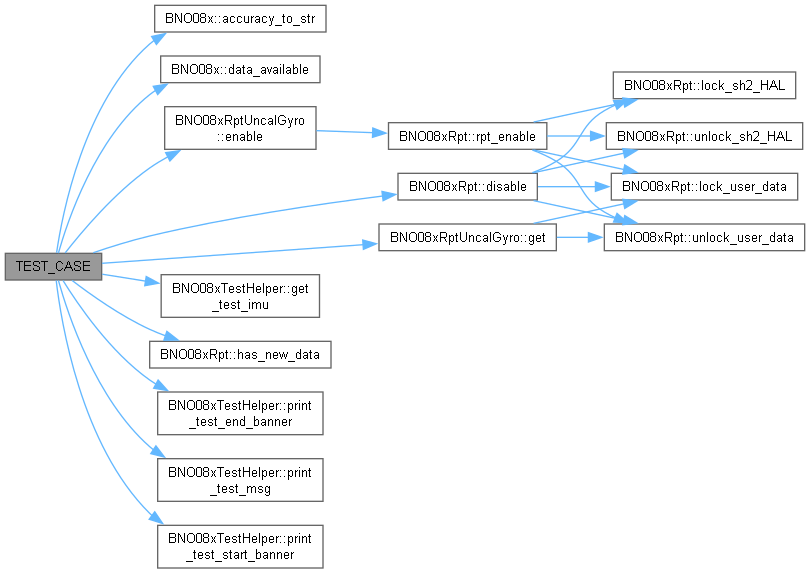 BNO08x::accuracy_to_str
BNO08x::data_available
BNO08xRptUncalGyro
::enable
BNO08xRpt::rpt_enable
BNO08xRpt::lock_sh2_HAL
BNO08xRpt::unlock_sh2_HAL
BNO08xRpt::disable
BNO08xRpt::lock_user_data
BNO08xRptUncalGyro::get
BNO08xRpt::unlock_user_data
TEST_CASE
BNO08xTestHelper::get
_test_imu
BNO08xRpt::has_new_data
BNO08xTestHelper::print
_test_end_banner
BNO08xTestHelper::print
_test_msg
BNO08xTestHelper::print
_test_start_banner